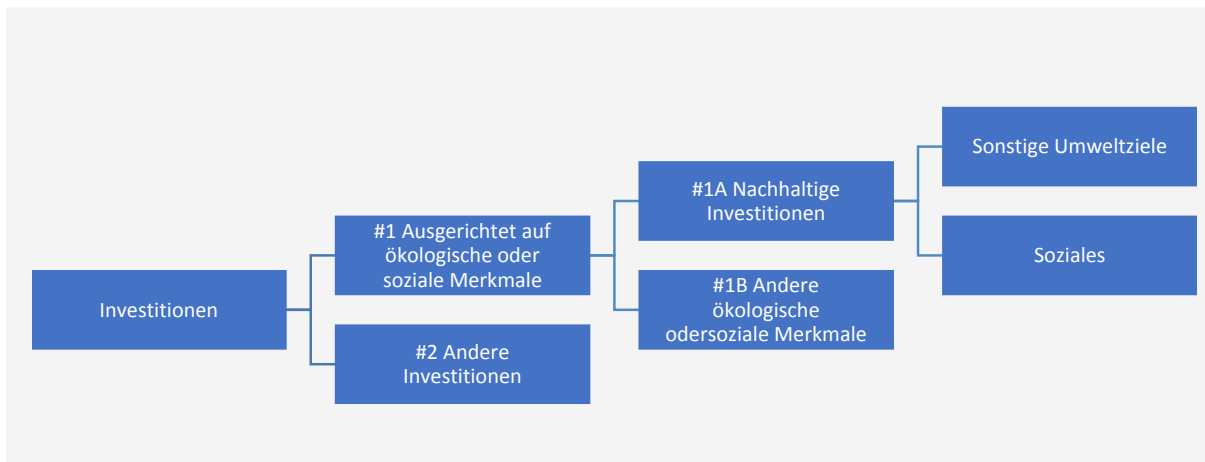 Investitionen
#1 Ausgerichtet auf
ökologische oder
soziale Merkmale
#2 Andere
Investitionen
#1A Nachhaltige
Investitionen
#1B Andere
ökologische
odersoziale Merkmale
Sonstige Umweltziele
Soziales